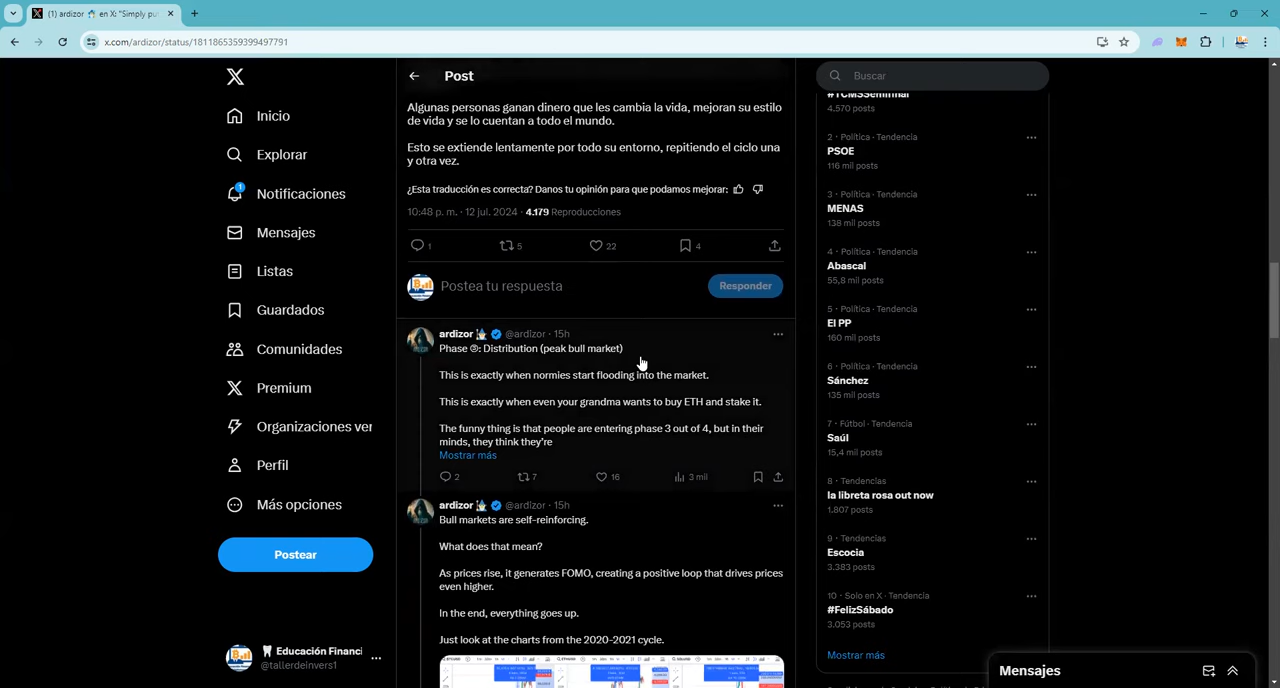 (1) ardizor en X: "Simply pu
x.com/ardizor/status/1811865359399497791
Inicio
Explorar
1
Notificaciones
Mensajes
Listas
Guardados
Comunidades
Premium
Organizaciones ver
Perfil
Más opciones
Postear
Educación Financi
@tallerdeinvers1
Post
Algunas personas ganan dinero que les cambia la vida, mejoran su estilo
de vida y se lo cuentan a todo el mundo.
Esto se extiende lentamente por todo su entorno, repitiendo el ciclo una
y otra vez.
¿Esta traducción es correcta? Danos tu opinión para que podamos mejorar:
10:48 p. m. · 12 jul. 2024 · 4.179 Reproducciones
1 5 22 4
Postea tu respuesta
Responder
ardizor @ardizor · 15h
Phase ③: Distribution (peak bull market)
This is exactly when normies start flooding into the market.
This is exactly when even your grandma wants to buy ETH and stake it.
The funny thing is that people are entering phase 3 out of 4, but in their
minds, they think they're
Mostrar más
2 7 16 3 mil
ardizor @ardizor · 15h
Bull markets are self-reinforcing.
What does that mean?
As prices rise, it generates FOMO, creating a positive loop that drives prices
even higher.
In the end, everything goes up.
Just look at the charts from the 2020-2021 cycle.
Buscar
#TCMSSemifinal
4.570 posts
2 · Política · Tendencia
PSOE
116 mil posts
3 · Política · Tendencia
MENAS
138 mil posts
4 · Política · Tendencia
Abascal
55,8 mil posts
5 · Política · Tendencia
El PP
160 mil posts
6 · Política · Tendencia
Sánchez
135 mil posts
7 · Fútbol · Tendencia
Saúl
15,4 mil posts
8 · Tendencias
la libreta rosa out now
1.807 posts
9 · Tendencias
Escocia
3.383 posts
10 · Solo en X · Tendencia
#FelizSábado
3.053 posts
Mostrar más
Mensajes